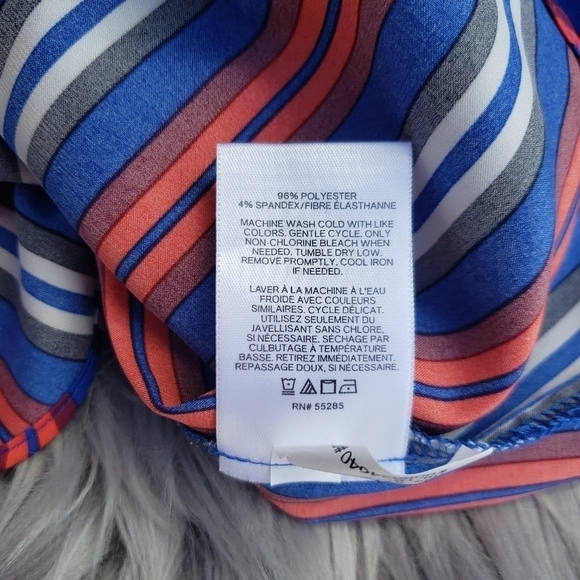 96% POLYESTER
4% SPANDEX/FIBRE ÉLASTHANNE
MACHINE WASH COLD WITH LIKE
COLORS. GENTLE CYCLE. ONLY
NON-CHLORINE BLEACH WHEN
NEEDED. TUMBLE DRY LOW.
REMOVE PROMPTLY. COOL IRON
IF NEEDED.
LAVER À LA MACHINE À L'EAU
FROIDE AVEC COULEURS
SIMILAIRES. CYCLE DÉLICAT.
UTILISEZ SEULEMENT DU
JAVELLISANT SANS CHLORE,
SI NÉCESSAIRE. SÉCHAGE PAR
CULBUTAGE À TEMPÉRATURE
BASSE. RETIREZ IMMÉDIATEMENT.
REPASSAGE DOUX, SI NÉCESSAIRE.
RN# 55285